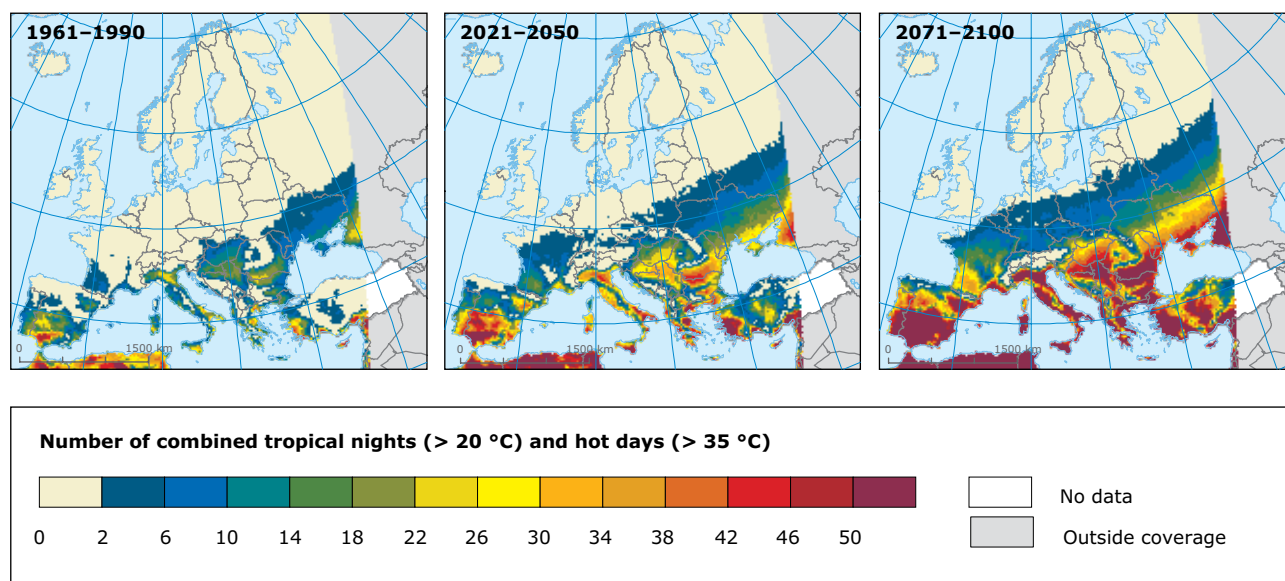 1961–1990 2021–2050 2071–2100
0 1500 km 0 1500 km 0 1500 km
Number of combined tropical nights (> 20 °C) and hot days (> 35 °C)
No data
0 2 6 10 14 18 22 26 30 34 38 42 46 50
Outside coverage